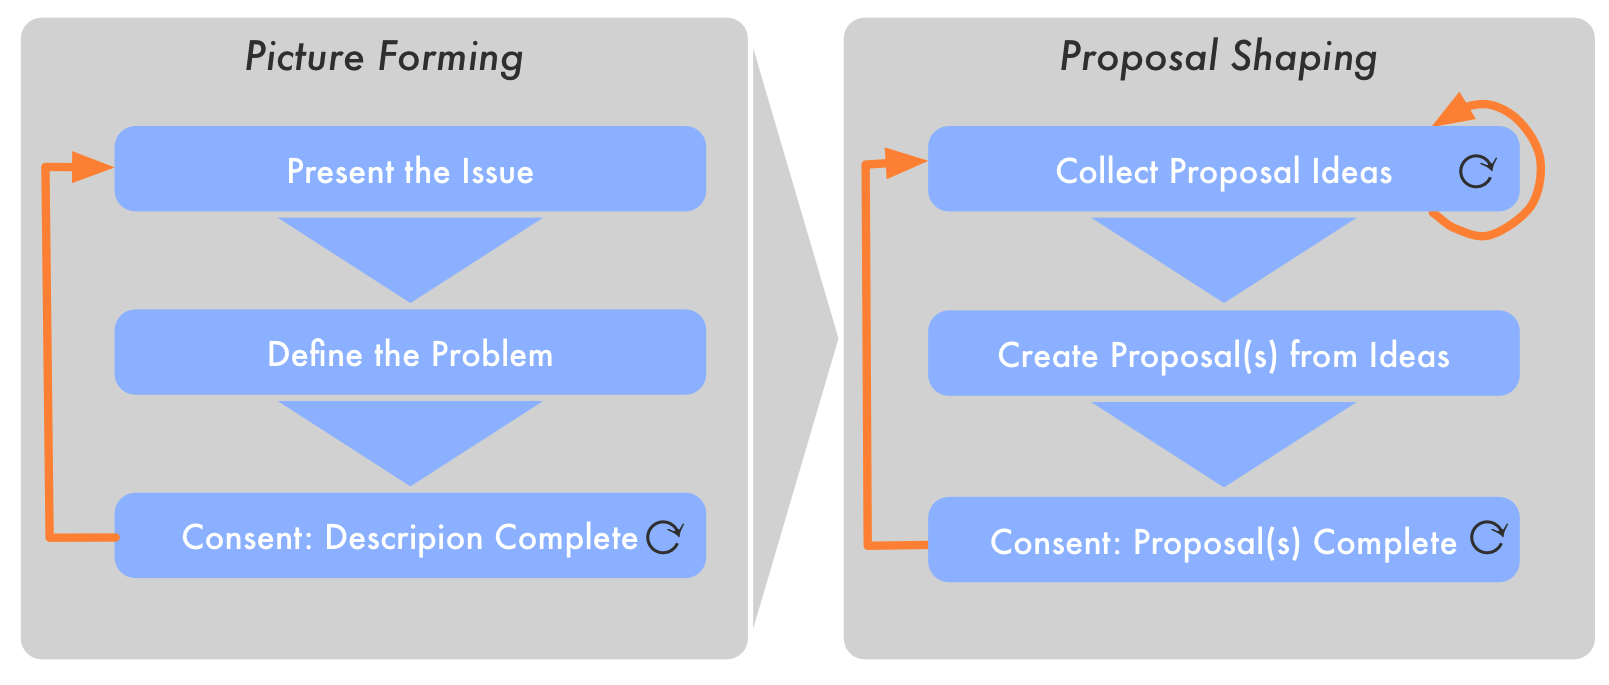 Picture Forming
Present the Issue
Define the Problem
Consent: Descripion Complete
Proposal Shaping
Collect Proposal Ideas
Create Proposal(s) from Ideas
Consent: Proposal(s) Complete